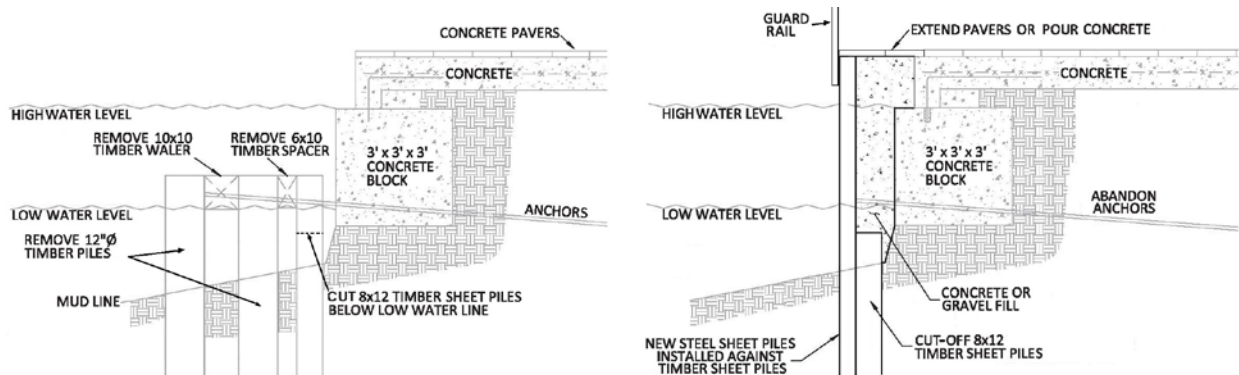 CONCRETE PAVERS
CONCRETE
HIGH WATER LEVEL
REMOVE 10x10
TIMBER WALER
REMOVE 6x10
TIMBER SPACER
3' x 3' x 3'
CONCRETE
BLOCK
LOW WATER LEVEL
ANCHORS
REMOVE 12"Ø
TIMBER PILES
MUD LINE
CUT 8x12 TIMBER SHEET PILES
BELOW LOW WATER LINE
GUARD
RAIL
EXTEND PAVERS OR POUR CONCRETE
CONCRETE
HIGH WATER LEVEL
3' x 3' x 3'
CONCRETE
BLOCK
LOW WATER LEVEL
ABANDON
ANCHORS
CONCRETE OR
GRAVEL FILL
NEW STEEL SHEET PILES
INSTALLED AGAINST
TIMBER SHEET PILES
CUT-OFF 8x12
TIMBER SHEET PILES